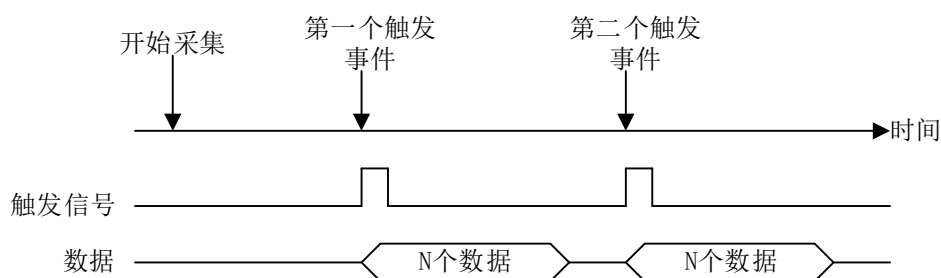 开始采集
第一个触发
事件
第二个触发
事件
时间
触发信号
数据
N个数据
N个数据